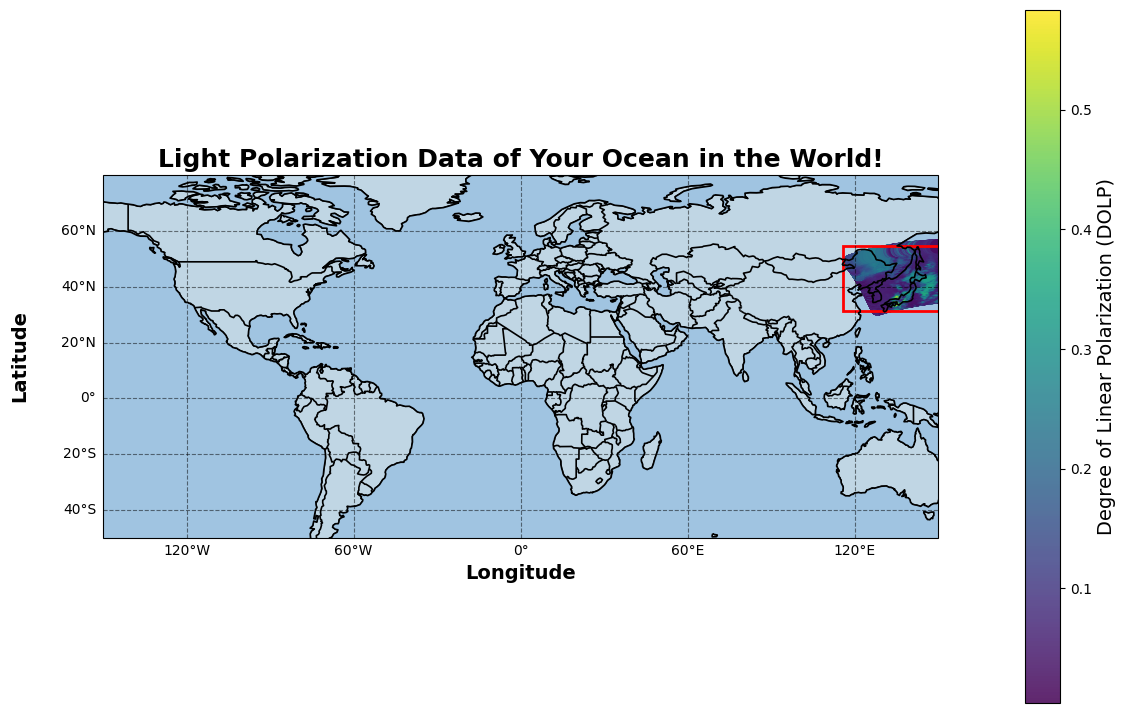 Light Polarization Data of Your Ocean in the World!
60°N
40°N
20°N
0°
20°S
40°S
Latitude
120°W
60°W
0°
60°E
120°E
Longitude
0.5
0.4
0.3
0.2
0.1
Degree of Linear Polarization (DOLP)